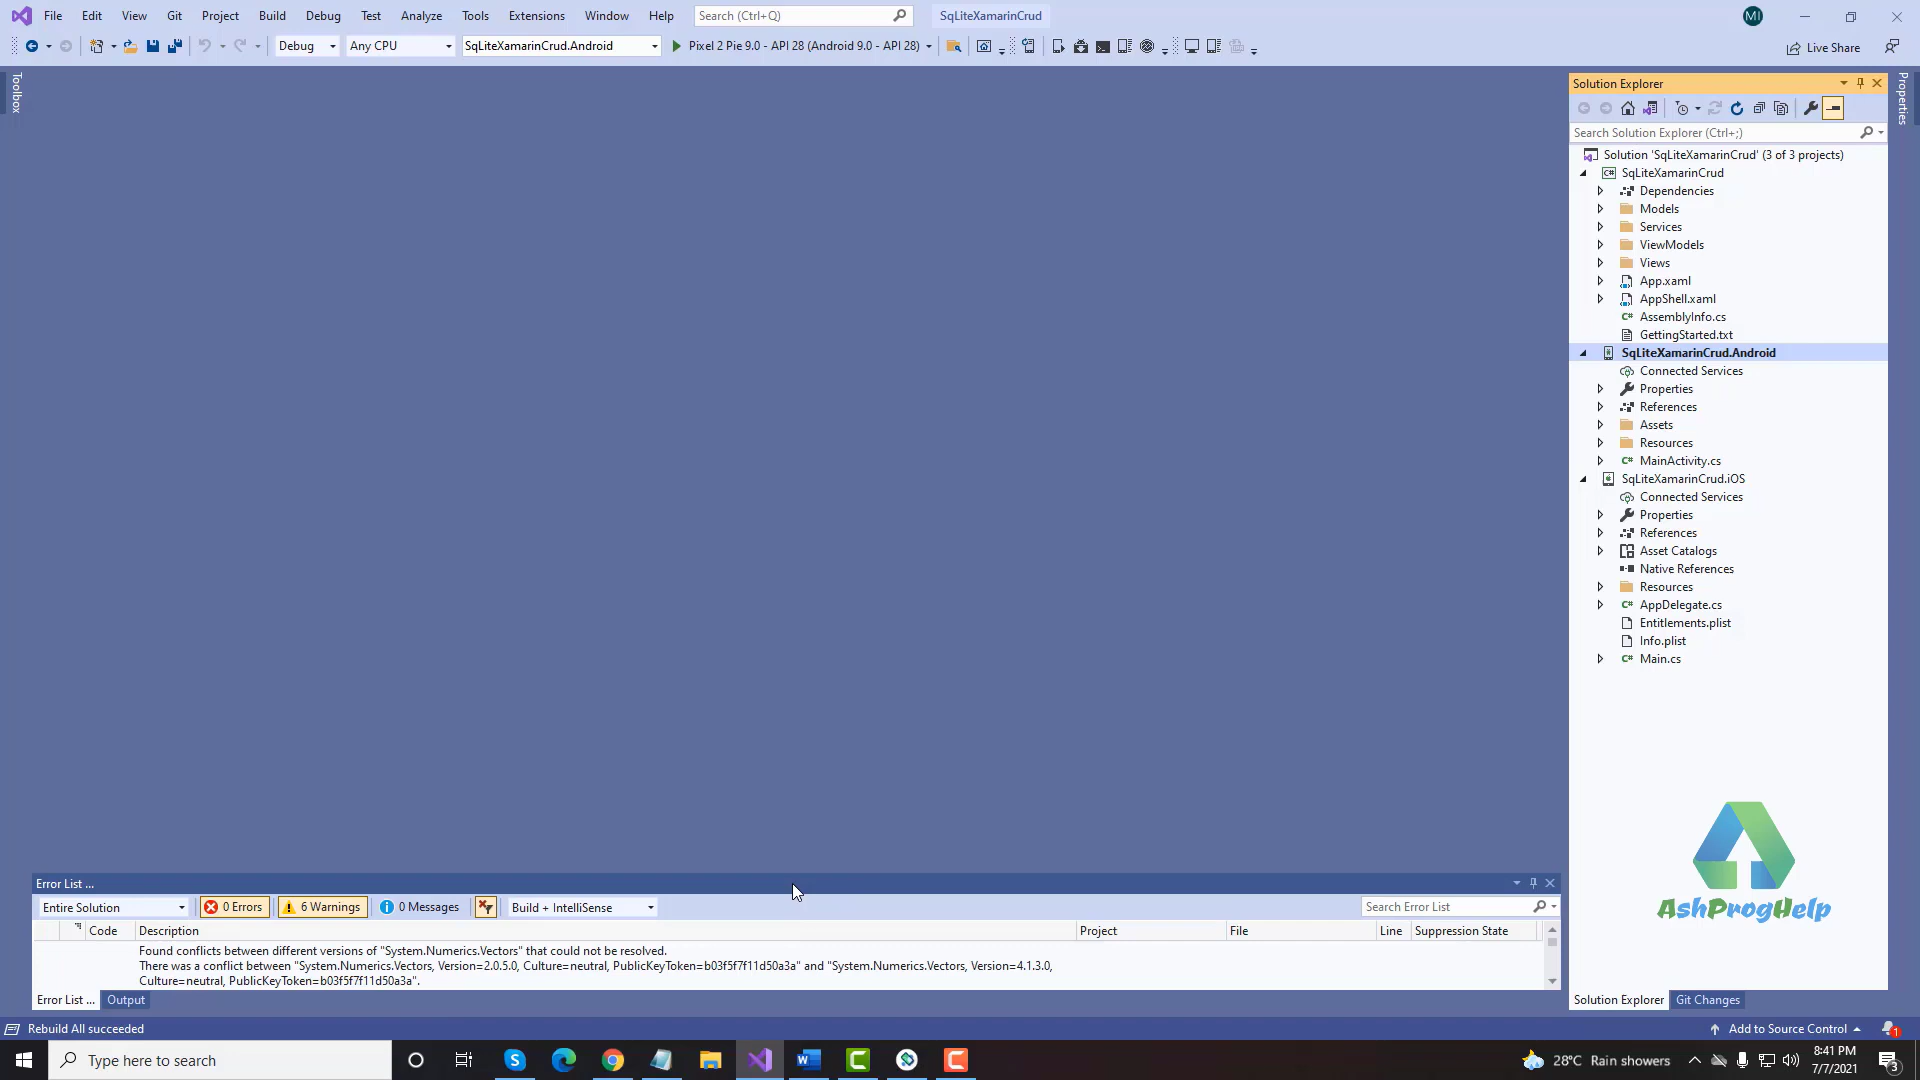 File Edit View Git Project Build Debug Test Analyze Tools Extensions Window Help Search (Ctrl+Q) SqLiteXamarinCrud MI
Debug Any CPU SqLiteXamarinCrud.Android Pixel 2 Pie 9.0 - API 28 (Android 9.0 - API 28) Live Share
Toolbox
Properties
Solution Explorer
Search Solution Explorer (Ctrl+;)
Solution 'SqLiteXamarinCrud' (3 of 3 projects)
SqLiteXamarinCrud
Dependencies
Models
Services
ViewModels
Views
App.xaml
AppShell.xaml
AssemblyInfo.cs
GettingStarted.txt
SqLiteXamarinCrud.Android
Connected Services
Properties
References
Assets
Resources
MainActivity.cs
SqLiteXamarinCrud.iOS
Connected Services
Properties
References
Asset Catalogs
Native References
Resources
AppDelegate.cs
Entitlements.plist
Info.plist
Main.cs
AshProgHelp
Error List ...
Entire Solution 0 Errors 6 Warnings 0 Messages Build + IntelliSense Search Error List
Code Description Project File Line Suppression State
Found conflicts between different versions of "System.Numerics.Vectors" that could not be resolved.
There was a conflict between "System.Numerics.Vectors, Version=2.0.5.0, Culture=neutral, PublicKeyToken=b03f5f7f11d50a3a" and "System.Numerics.Vectors, Version=4.1.3.0,
Culture=neutral, PublicKeyToken=b03f5f7f11d50a3a".
Error List ... Output
Solution Explorer Git Changes
Rebuild All succeeded Add to Source Control 1
Type here to search 28°C Rain showers 8:41 PM
7/7/2021 3